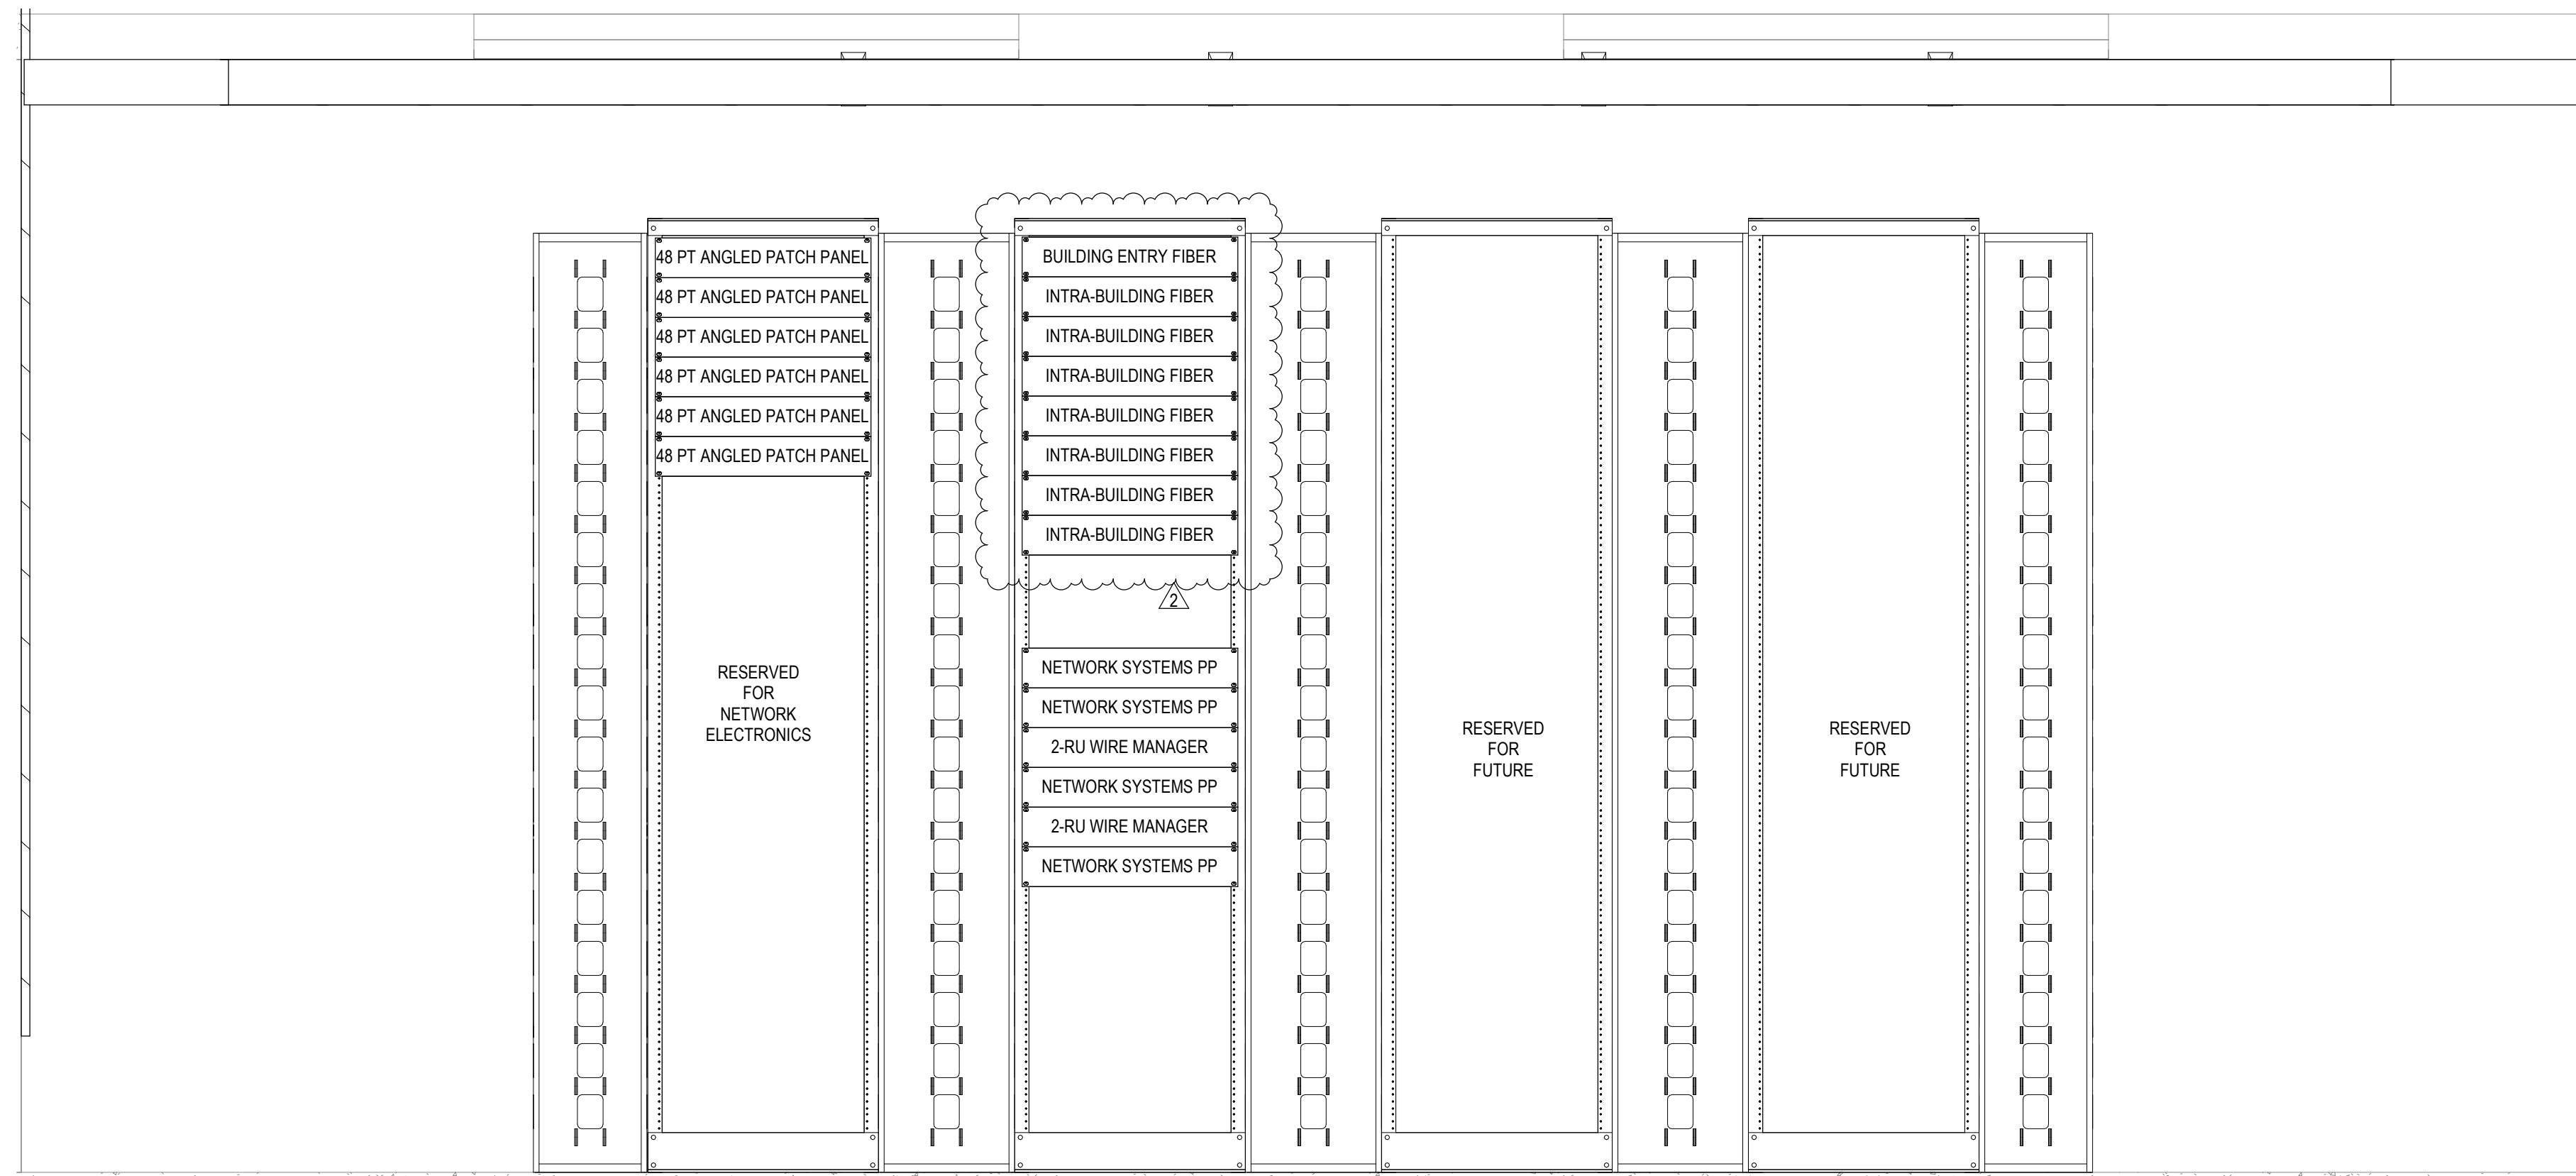 48 PT ANGLED PATCH PANEL
48 PT ANGLED PATCH PANEL
48 PT ANGLED PATCH PANEL
48 PT ANGLED PATCH PANEL
48 PT ANGLED PATCH PANEL
48 PT ANGLED PATCH PANEL
RESERVED
FOR
NETWORK
ELECTRONICS
BUILDING ENTRY FIBER
INTRA-BUILDING FIBER
INTRA-BUILDING FIBER
INTRA-BUILDING FIBER
INTRA-BUILDING FIBER
INTRA-BUILDING FIBER
INTRA-BUILDING FIBER
INTRA-BUILDING FIBER
2
NETWORK SYSTEMS PP
NETWORK SYSTEMS PP
2-RU WIRE MANAGER
NETWORK SYSTEMS PP
2-RU WIRE MANAGER
NETWORK SYSTEMS PP
RESERVED
FOR
FUTURE
RESERVED
FOR
FUTURE